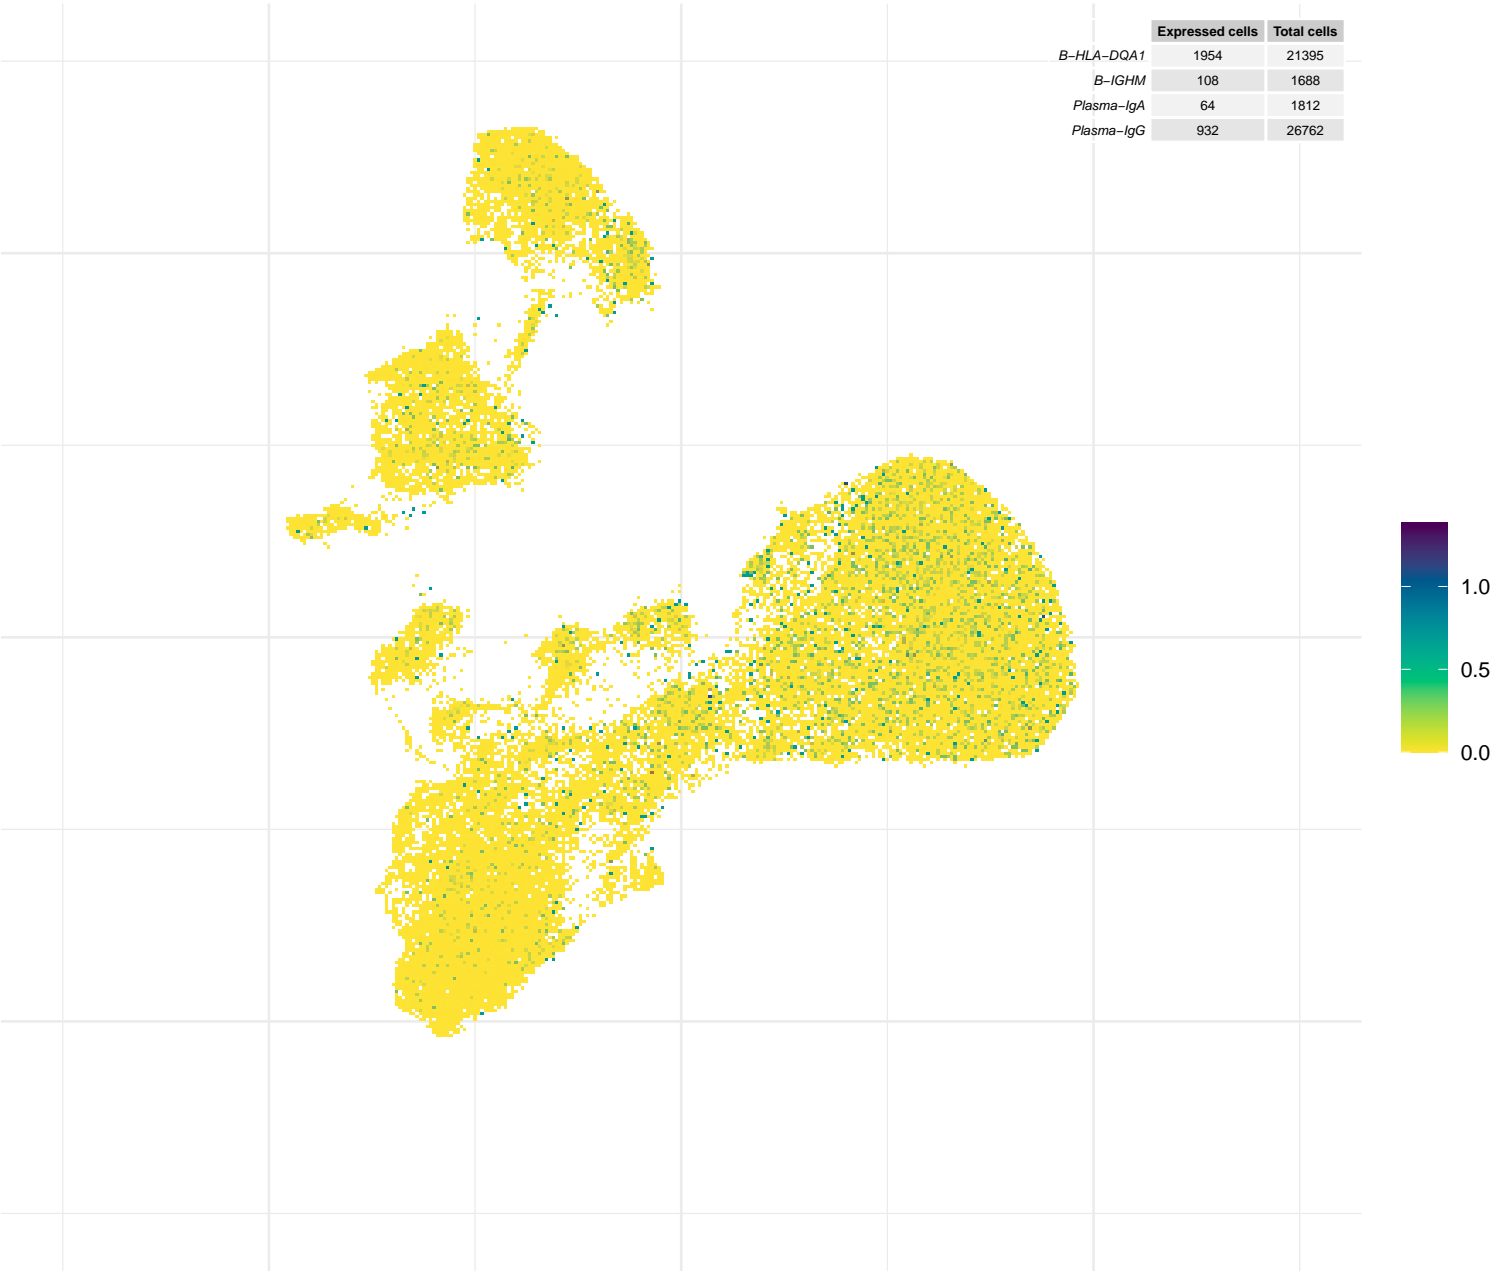 Expressed cells Total cells
B−HLA−DQA1 1954 21395
B−IGHM 108 1688
Plasma−IgA 64 1812
Plasma−IgG 932 26762
1.0
0.5
0.0